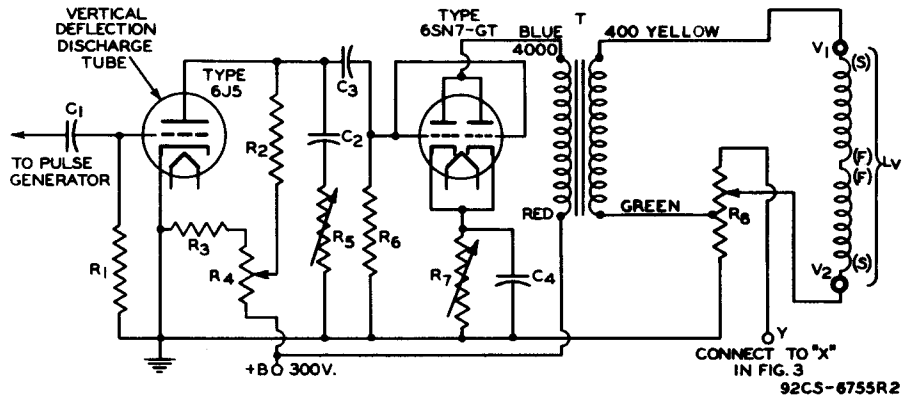 VERTICAL
DEFLECTION
DISCHARGE
TUBE
TYPE
6J5
C1
TO PULSE
GENERATOR
R1
R2
R3
R4
C2
R5
C3
R6
TYPE
6SN7-GT
R7
C4
BLUE
4000
T
400 YELLOW
RED
GREEN
R8
V1
(S)
(F)
(F)
LV
(S)
V2
Y
CONNECT TO "X"
IN FIG. 3
+B 300V.
92CS-6755R2